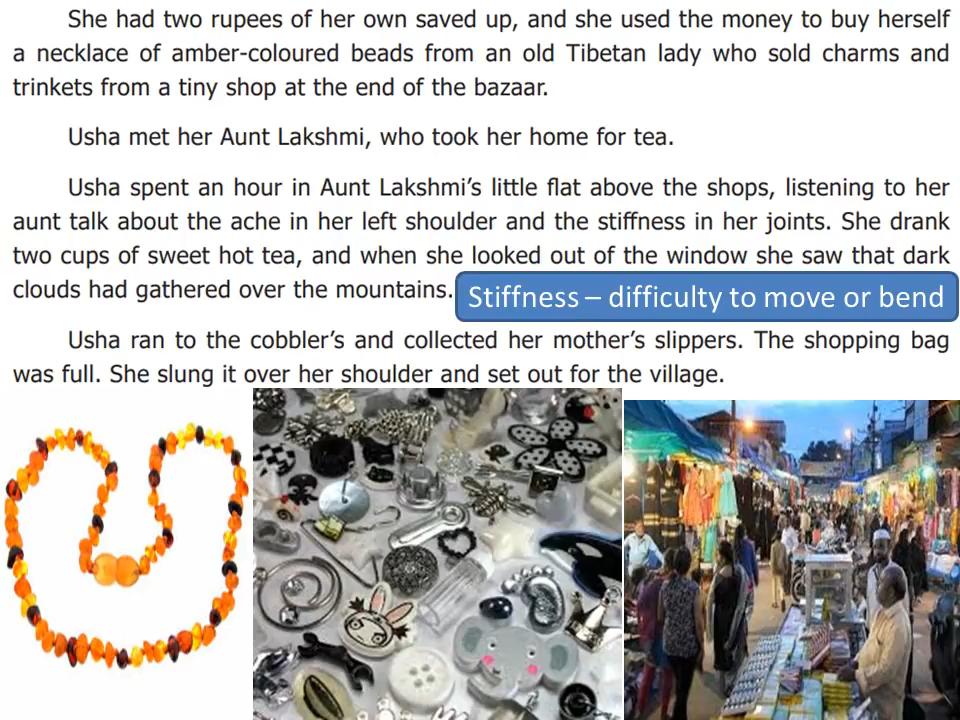 She had two rupees of her own saved up, and she used the money to buy herself
a necklace of amber-coloured beads from an old Tibetan lady who sold charms and
trinkets from a tiny shop at the end of the bazaar.
Usha met her Aunt Lakshmi, who took her home for tea.
Usha spent an hour in Aunt Lakshmi’s little flat above the shops, listening to her
aunt talk about the ache in her left shoulder and the stiffness in her joints. She drank
two cups of sweet hot tea, and when she looked out of the window she saw that dark
clouds had gathered over the mountains.
Stiffness – difficulty to move or bend
Usha ran to the cobbler’s and collected her mother’s slippers. The shopping bag
was full. She slung it over her shoulder and set out for the village.